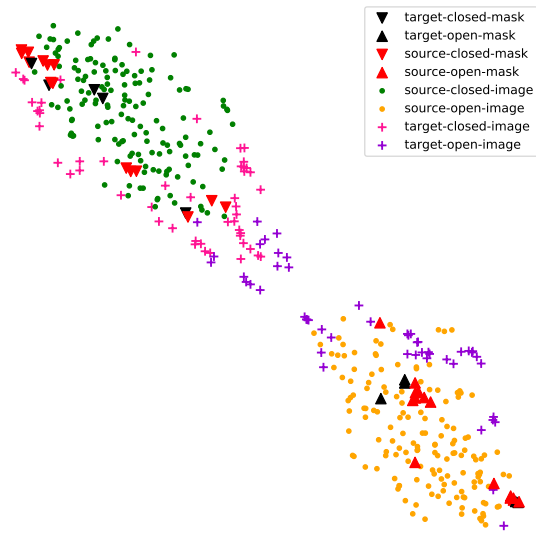 target-closed-mask
target-open-mask
source-closed-mask
source-open-mask
source-closed-image
source-open-image
target-closed-image
target-open-image